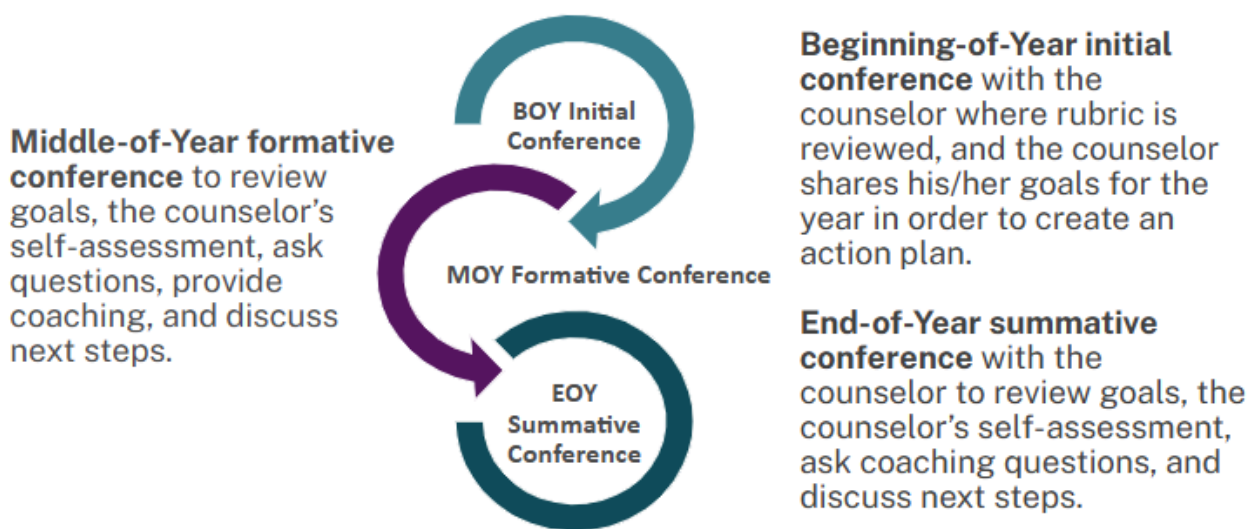 Middle-of-Year formative
conference to review
goals, the counselor’s
self-assessment, ask
questions, provide
coaching, and discuss
next steps.
BOY Initial
Conference
MOY Formative Conference
EOY
Summative
Conference
Beginning-of-Year initial
conference with the
counselor where rubric is
reviewed, and the counselor
shares his/her goals for the
year in order to create an
action plan.
End-of-Year summative
conference with the
counselor to review goals, the
counselor’s self-assessment,
ask coaching questions, and
discuss next steps.